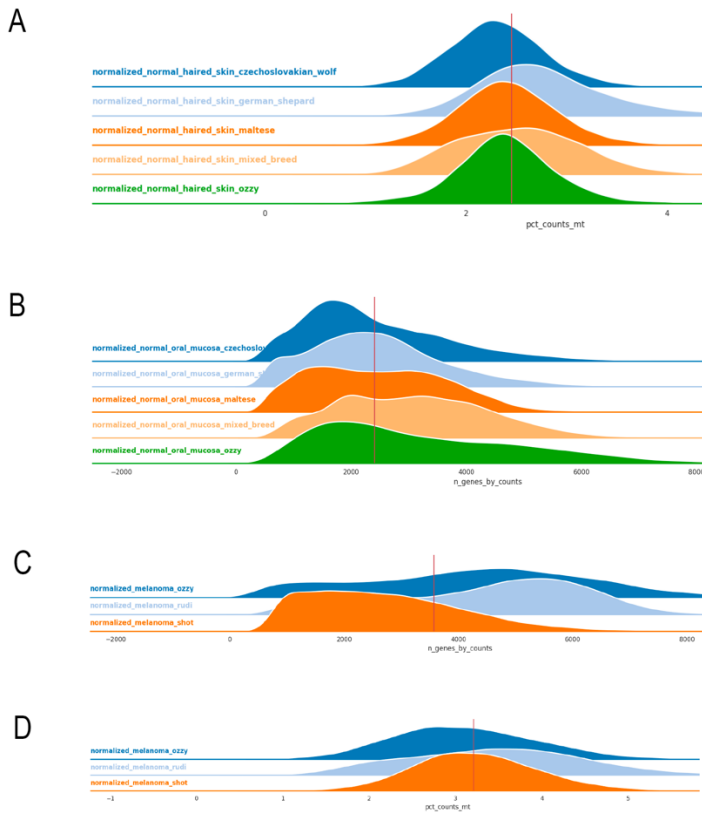 A
normalized_normal_haired_skin_czechoslovakian_wolf
normalized_normal_haired_skin_german_shepard
normalized_normal_haired_skin_maltese
normalized_normal_haired_skin_mixed_breed
normalized_normal_haired_skin_ozzy
0 2 4
pct_counts_mt
B
normalized_normal_oral_mucosa_czechoslov
normalized_normal_oral_mucosa_german_s
normalized_normal_oral_mucosa_maltese
normalized_normal_oral_mucosa_mixed_breed
normalized_normal_oral_mucosa_ozzy
−2000 0 2000 4000 6000 8000
n_genes_by_counts
C
normalized_melanoma_ozzy
normalized_melanoma_rudi
normalized_melanoma_shot
−2000 0 2000 4000 6000 8000
n_genes_by_counts
D
normalized_melanoma_ozzy
normalized_melanoma_rudi
normalized_melanoma_shot
−1 0 1 2 3 4 5
pct_counts_mt